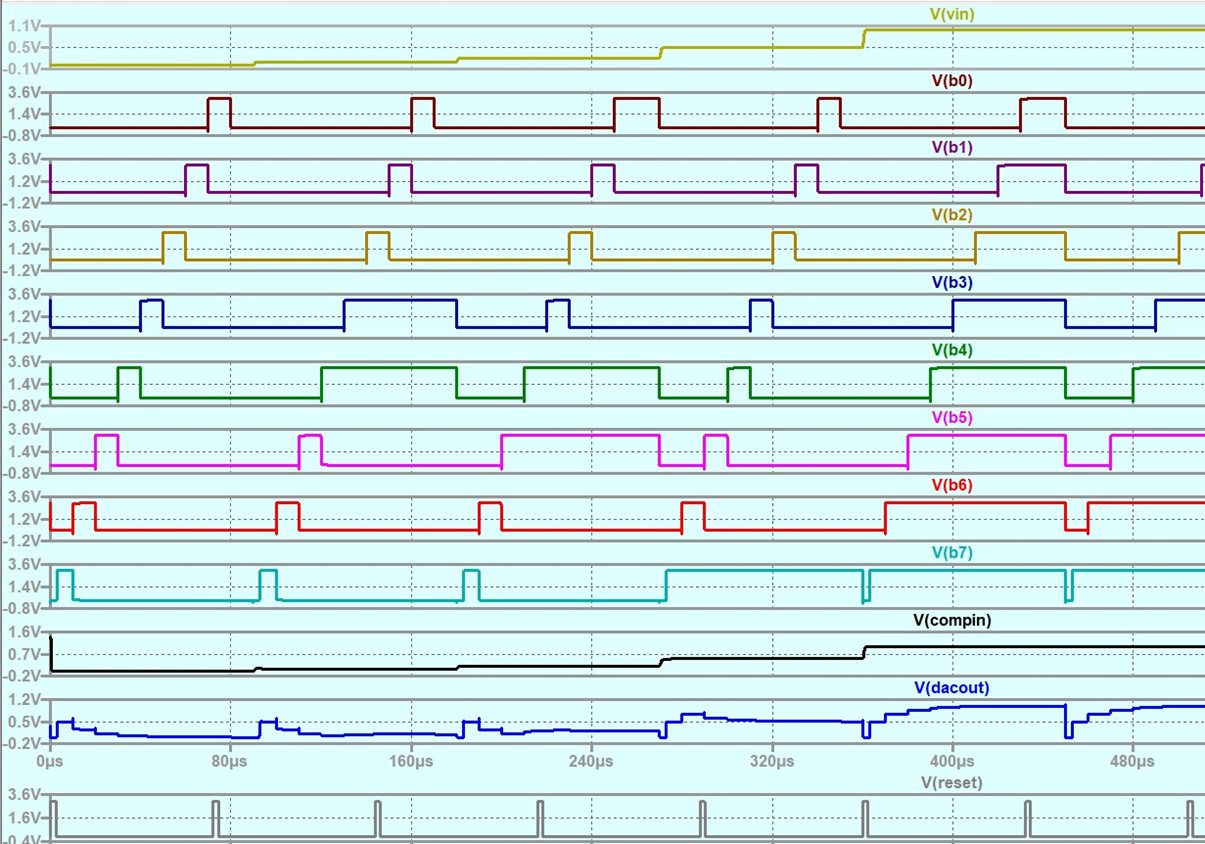 V(vin)
1.1V
0.5V
-0.1V
V(b0)
3.6V
1.4V
-0.8V
V(b1)
3.6V
1.2V
-1.2V
V(b2)
3.6V
1.2V
-1.2V
V(b3)
3.6V
1.2V
-1.2V
V(b4)
3.6V
1.4V
-0.8V
V(b5)
3.6V
1.4V
-0.8V
V(b6)
3.6V
1.2V
-1.2V
V(b7)
3.6V
1.4V
-0.8V
V(compin)
1.6V
0.7V
-0.2V
V(dacout)
1.2V
0.5V
-0.2V
0µs 80µs 160µs 240µs 320µs 400µs 480µs
V(reset)
3.6V
1.6V
-0.4V